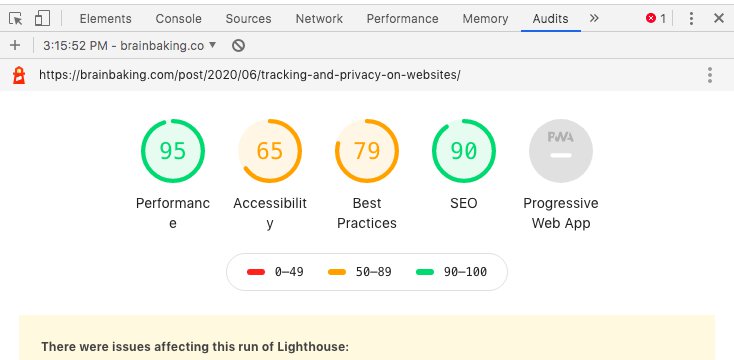 Elements Console Sources Network Performance Memory Audits » 1
+ 3:15:52 PM - brainbaking.co
https://brainbaking.com/post/2020/06/tracking-and-privacy-on-websites/
95 65 79 90 PWA
Performanc Accessibilit Best SEO Progressive
e y Practices Web App
0–49 50–89 90–100
There were issues affecting this run of Lighthouse: